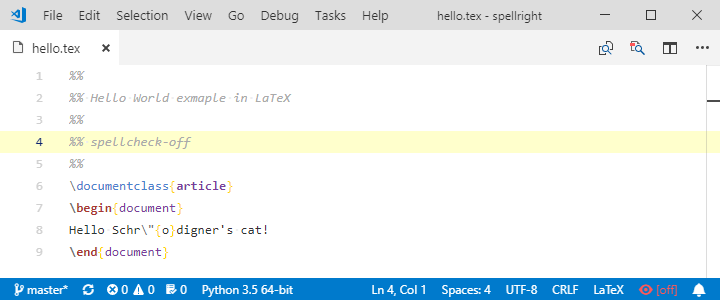 File Edit Selection View Go Debug Tasks Help hello.tex - spellright
hello.tex
1 %%
2 %% Hello World exmaple in LaTeX
3 %%
4 %% spellcheck-off
5 %%
6 \documentclass{article}
7 \begin{document}
8 Hello Schr\"{o}digner's cat!
9 \end{document}
master* 0 0 0 Python 3.5 64-bit Ln 4, Col 1 Spaces: 4 UTF-8 CRLF LaTeX [off]